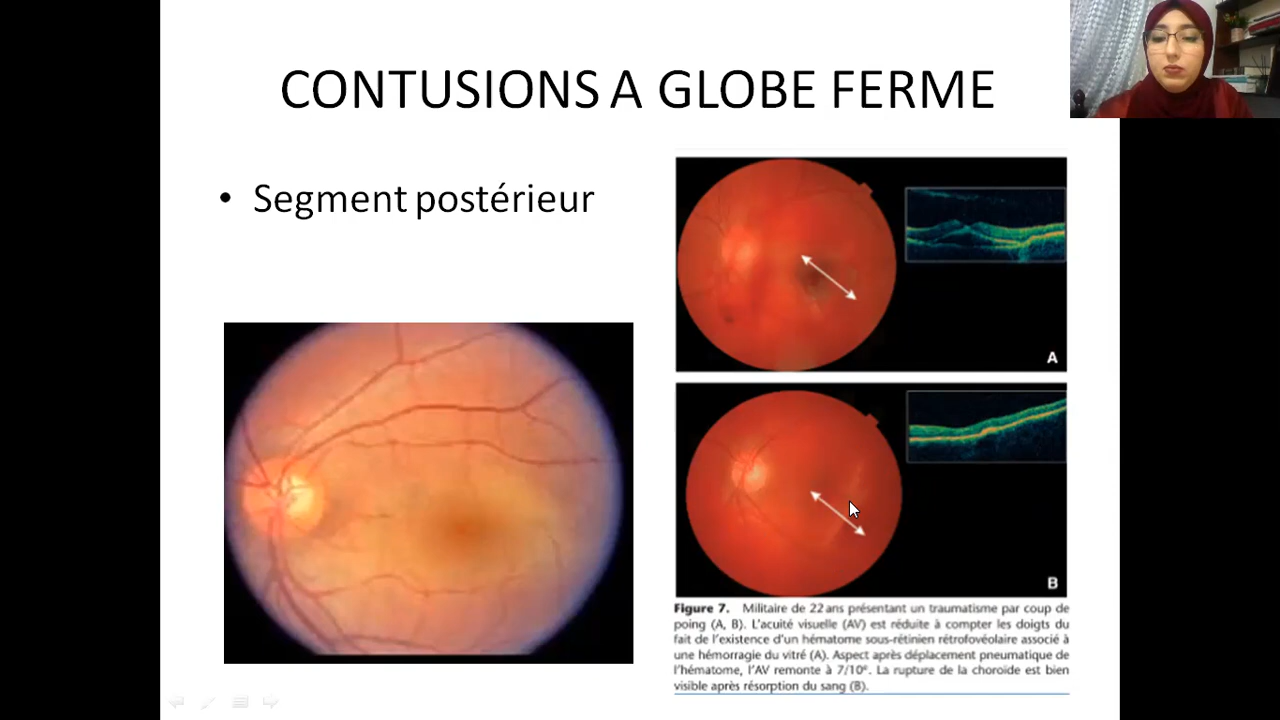 CONTUSIONS A GLOBE FERME
• Segment postérieur
A
B
Figure 7. Militaire de 22 ans présentant un traumatisme par coup de
poing (A, B). L'acuité visuelle (AV) est réduite à compter les doigts du
fait de l'existence d'un hématome sous-rétinien rétrofovéolaire associé à
une hémorragie du vitré (A). Aspect après déplacement pneumatique de
l'hématome, l'AV remonte à 7/10e. La rupture de la choroïde est bien
visible après résorption du sang (B).